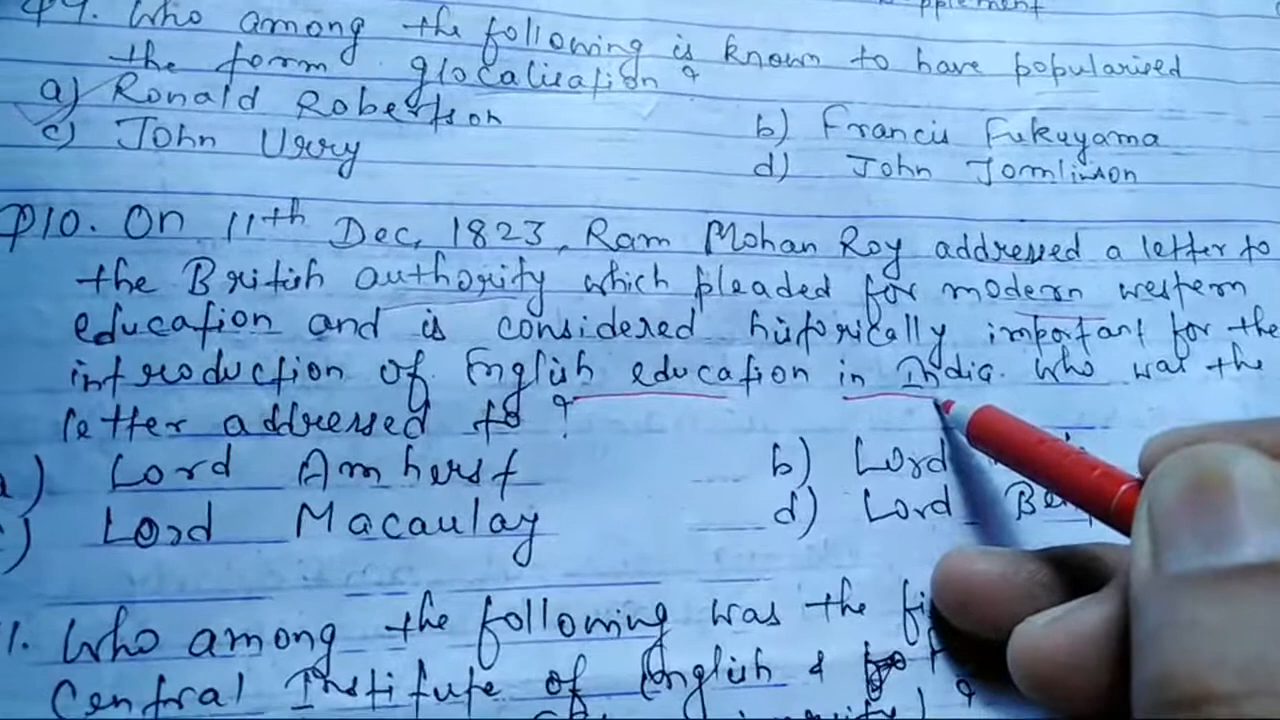 Q9. Who among the following is known to have popularised
the form glocalisation?
a) Ronald Robertson
b) Francis Fukuyama
c) John Urry
d) John Tomlinson
Q10. On 11th Dec, 1823, Ram Mohan Roy addressed a letter to
the British authority which pleaded for modern western
education and is considered historically important for the
introduction of English education in India. Who was the
letter addressed to?
a) Lord Amherst
b) Lord
c) Lord Macaulay
d) Lord
11. Who among the following was the
Central Institute of English &